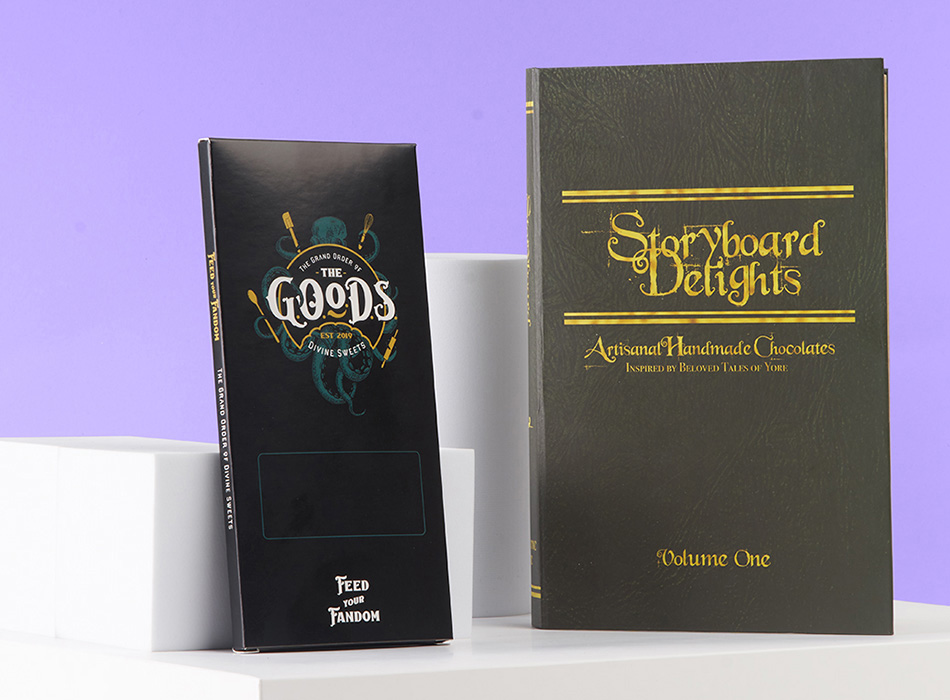 THE GRAND ORDER OF
THE
GOODS
EST 2019
DIVINE SWEETS
FEED
YOUR
FANDOM
FEED YOUR FANDOM
THE GRAND ORDER OF DIVINE SWEETS
Storyboard
Delights
Artisanal Handmade Chocolates
INSPIRED BY BELOVED TALES OF YORE
Volume One